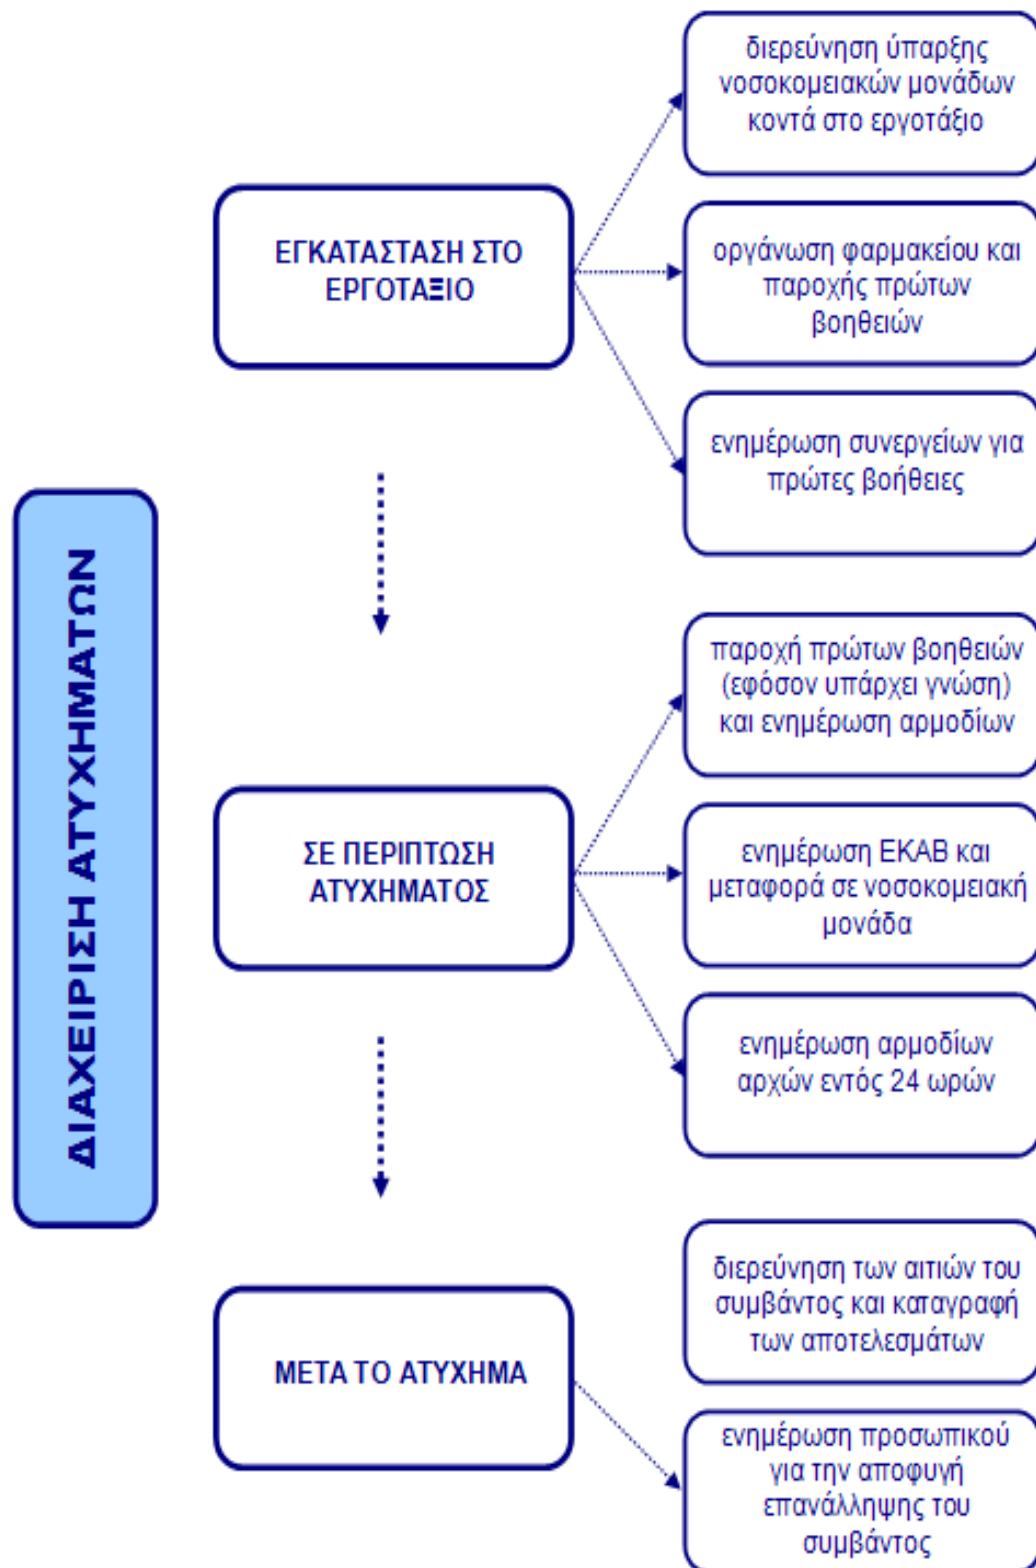 ΔΙΑΧΕΙΡΙΣΗ ΑΤΥΧΗΜΑΤΩΝ
ΕΓΚΑΤΑΣΤΑΣΗ ΣΤΟ
ΕΡΓΟΤΑΞΙΟ
διερεύνηση ύπαρξης
νοσοκομειακών μονάδων
κοντά στο εργοτάξιο
οργάνωση φαρμακείου και
παροχής πρώτων
βοηθειών
ενημέρωση συνεργείων για
πρώτες βοήθειες
ΣΕ ΠΕΡΙΠΤΩΣΗ
ΑΤΥΧΗΜΑΤΟΣ
παροχή πρώτων βοηθειών
(εφόσον υπάρχει γνώση)
και ενημέρωση αρμοδίων
ενημέρωση ΕΚΑΒ και
μεταφορά σε νοσοκομειακή
μονάδα
ενημέρωση αρμοδίων
αρχών εντός 24 ωρών
ΜΕΤΑ ΤΟ ΑΤΥΧΗΜΑ
διερεύνηση των αιτιών του
συμβάντος και καταγραφή
των αποτελεσμάτων
ενημέρωση προσωπικού
για την αποφυγή
επανάλληψης του
συμβάντος